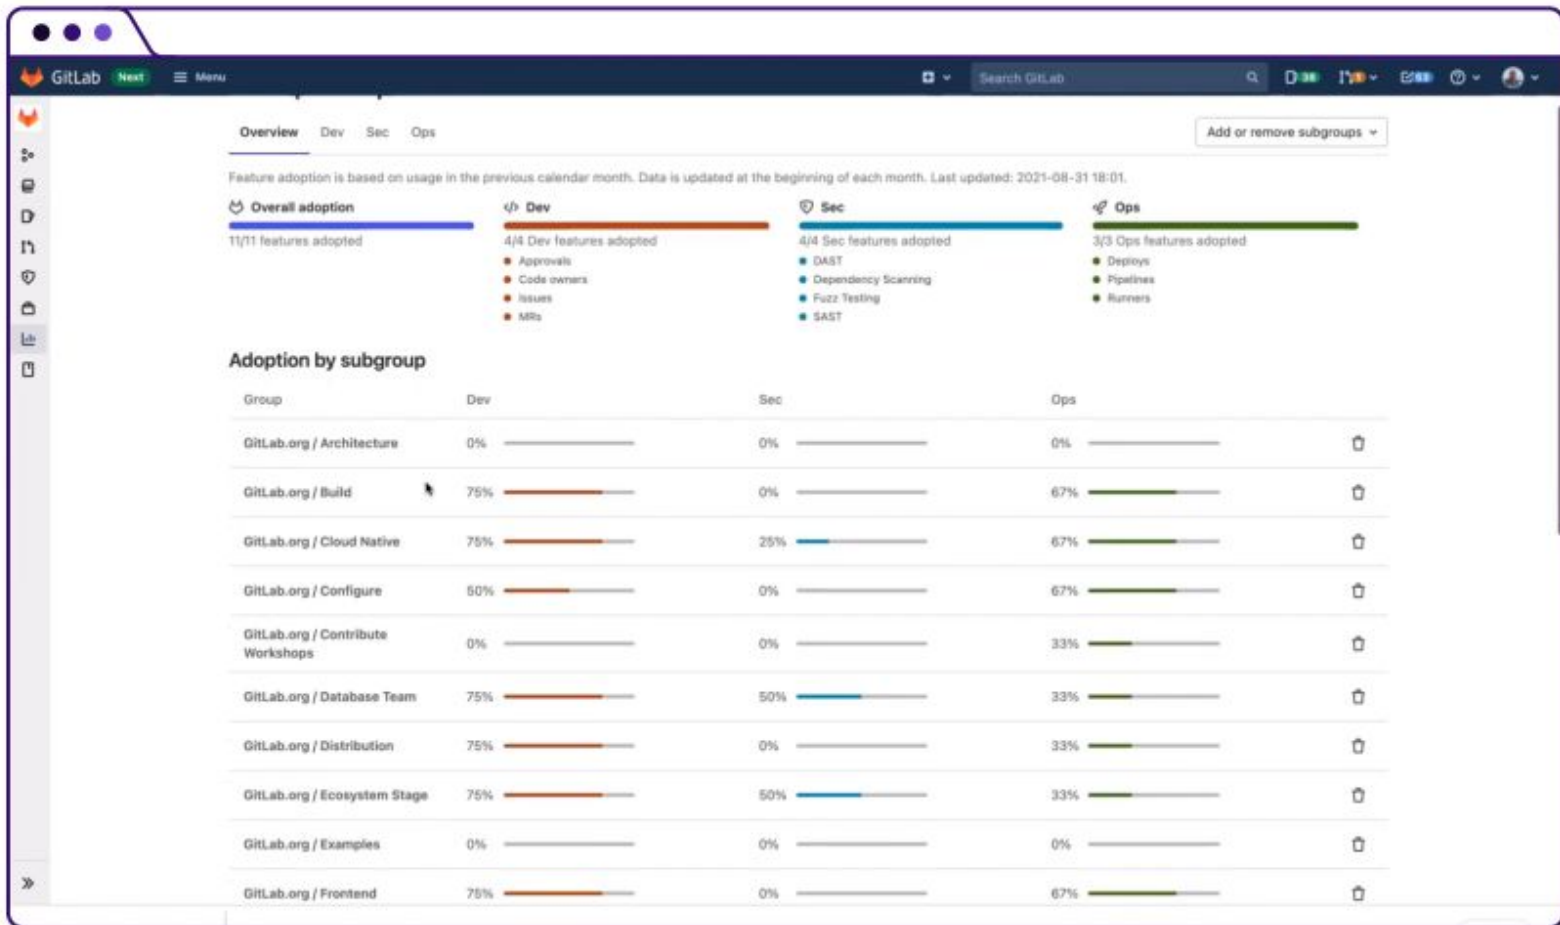 GitLab Next Menu Search GitLab
Overview Dev Sec Ops Add or remove subgroups
Feature adoption is based on usage in the previous calendar month. Data is updated at the beginning of each month. Last updated: 2021-08-31 18:01.
Overall adoption
11/11 features adopted
Dev
4/4 Dev features adopted
Approvals
Code owners
Issues
MRs
Sec
4/4 Sec features adopted
DAST
Dependency Scanning
Fuzz Testing
SAST
Ops
3/3 Ops features adopted
Deploys
Pipelines
Runners
Adoption by subgroup
Group Dev Sec Ops
GitLab.org / Architecture 0% 0% 0%
GitLab.org / Build 75% 0% 67%
GitLab.org / Cloud Native 75% 25% 67%
GitLab.org / Configure 50% 0% 67%
GitLab.org / Contribute
Workshops 0% 0% 33%
GitLab.org / Database Team 75% 50% 33%
GitLab.org / Distribution 75% 0% 33%
GitLab.org / Ecosystem Stage 75% 50% 33%
GitLab.org / Examples 0% 0% 0%
GitLab.org / Frontend 75% 0% 67%